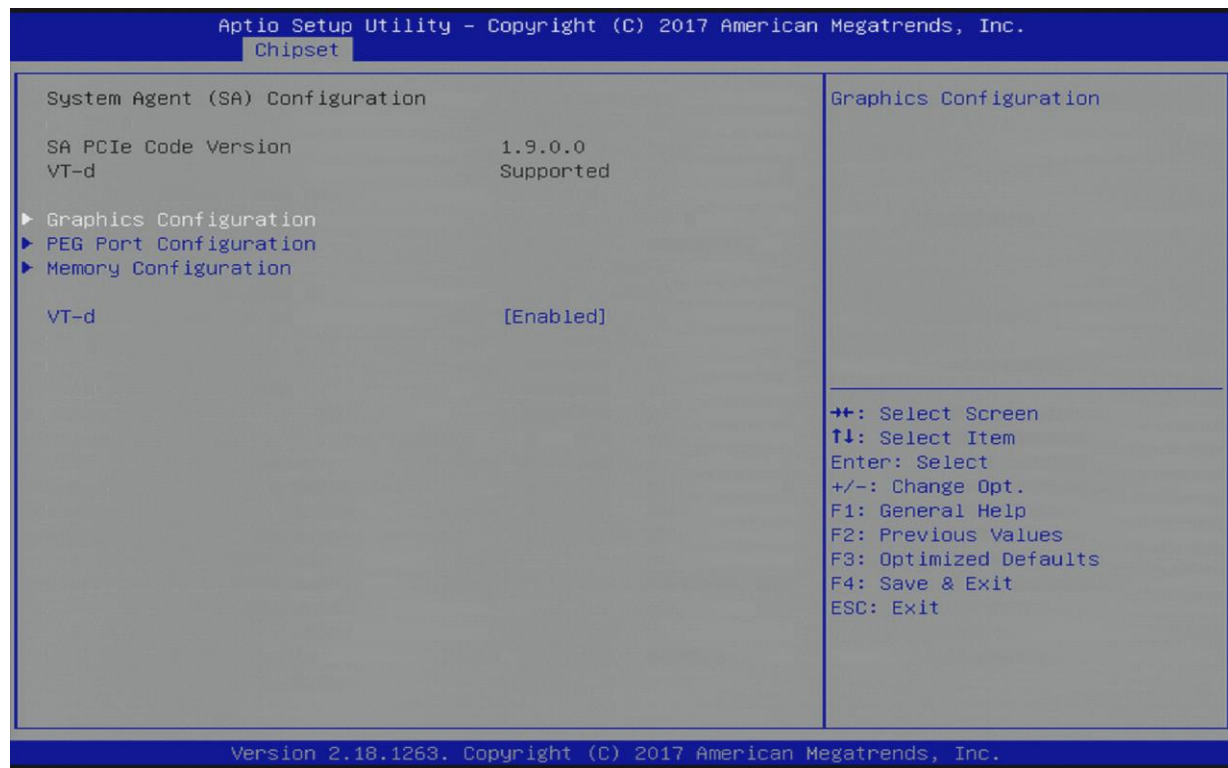 Aptio Setup Utility – Copyright (C) 2017 American Megatrends, Inc.
Chipset
System Agent (SA) Configuration
SA PCIe Code Version 1.9.0.0
VT-d Supported
▶ Graphics Configuration
▶ PEG Port Configuration
▶ Memory Configuration
VT-d [Enabled]
Graphics Configuration
→←: Select Screen
↑↓: Select Item
Enter: Select
+/-: Change Opt.
F1: General Help
F2: Previous Values
F3: Optimized Defaults
F4: Save & Exit
ESC: Exit
Version 2.18.1263. Copyright (C) 2017 American Megatrends, Inc.